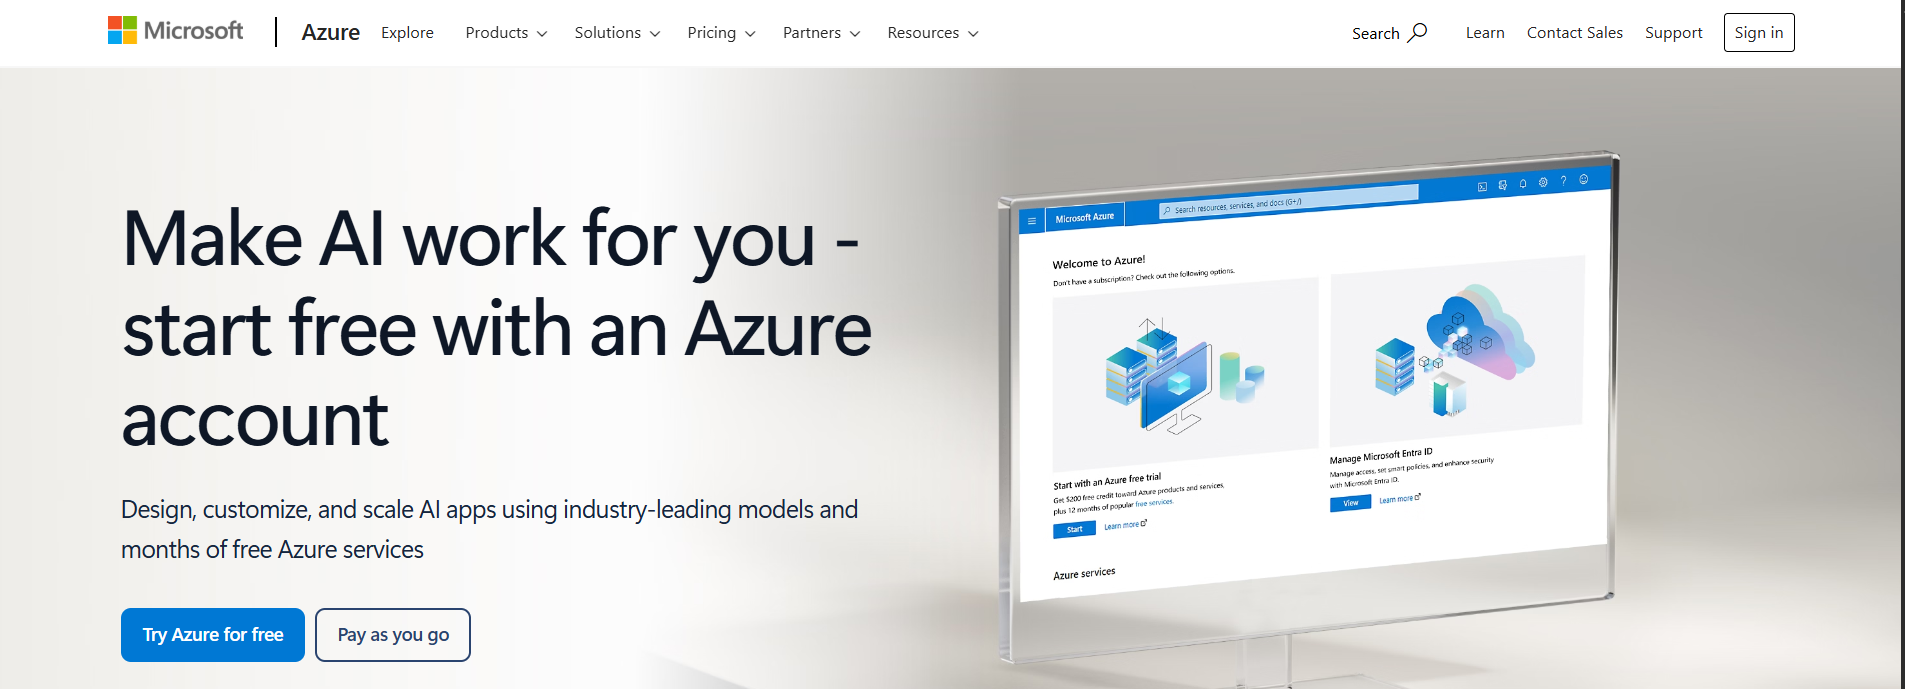 Microsoft
Azure
Explore
Products
Solutions
Pricing
Partners
Resources
Search
Learn
Contact Sales
Support
Sign in
Make AI work for you -
start free with an Azure
account
Design, customize, and scale AI apps using industry-leading models and
months of free Azure services
Try Azure for free
Pay as you go
Microsoft Azure
Search resources, services, and docs (G+/)
Welcome to Azure!
Don't have a subscription? Check out the following options.
Start with an Azure free trial
Get $200 free credit toward Azure products and services,
plus 12 months of popular free services.
Start
Learn more
Manage Microsoft Entra ID
Manage access, set smart policies, and enhance security
with Microsoft Entra ID.
View
Learn more
Azure services